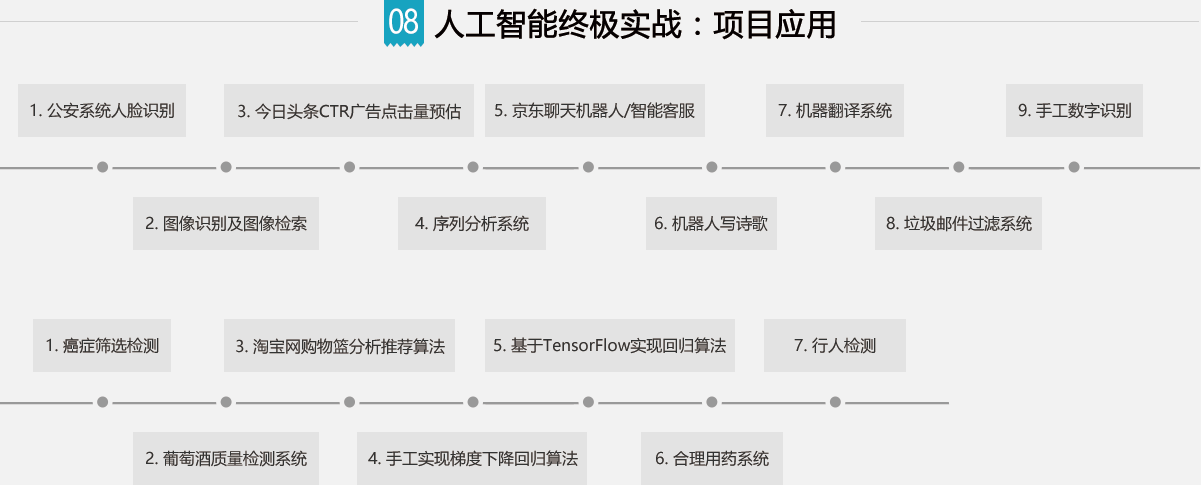 08 人工智能终极实战：项目应用
1. 公安系统人脸识别
2. 图像识别及图像检索
3. 今日头条CTR广告点击量预估
4. 序列分析系统
5. 京东聊天机器人/智能客服
6. 机器人写诗歌
7. 机器翻译系统
8. 垃圾邮件过滤系统
9. 手工数字识别
1. 癌症筛选检测
2. 葡萄酒质量检测系统
3. 淘宝网购物篮分析推荐算法
4. 手工实现梯度下降回归算法
5. 基于TensorFlow实现回归算法
6. 合理用药系统
7. 行人检测